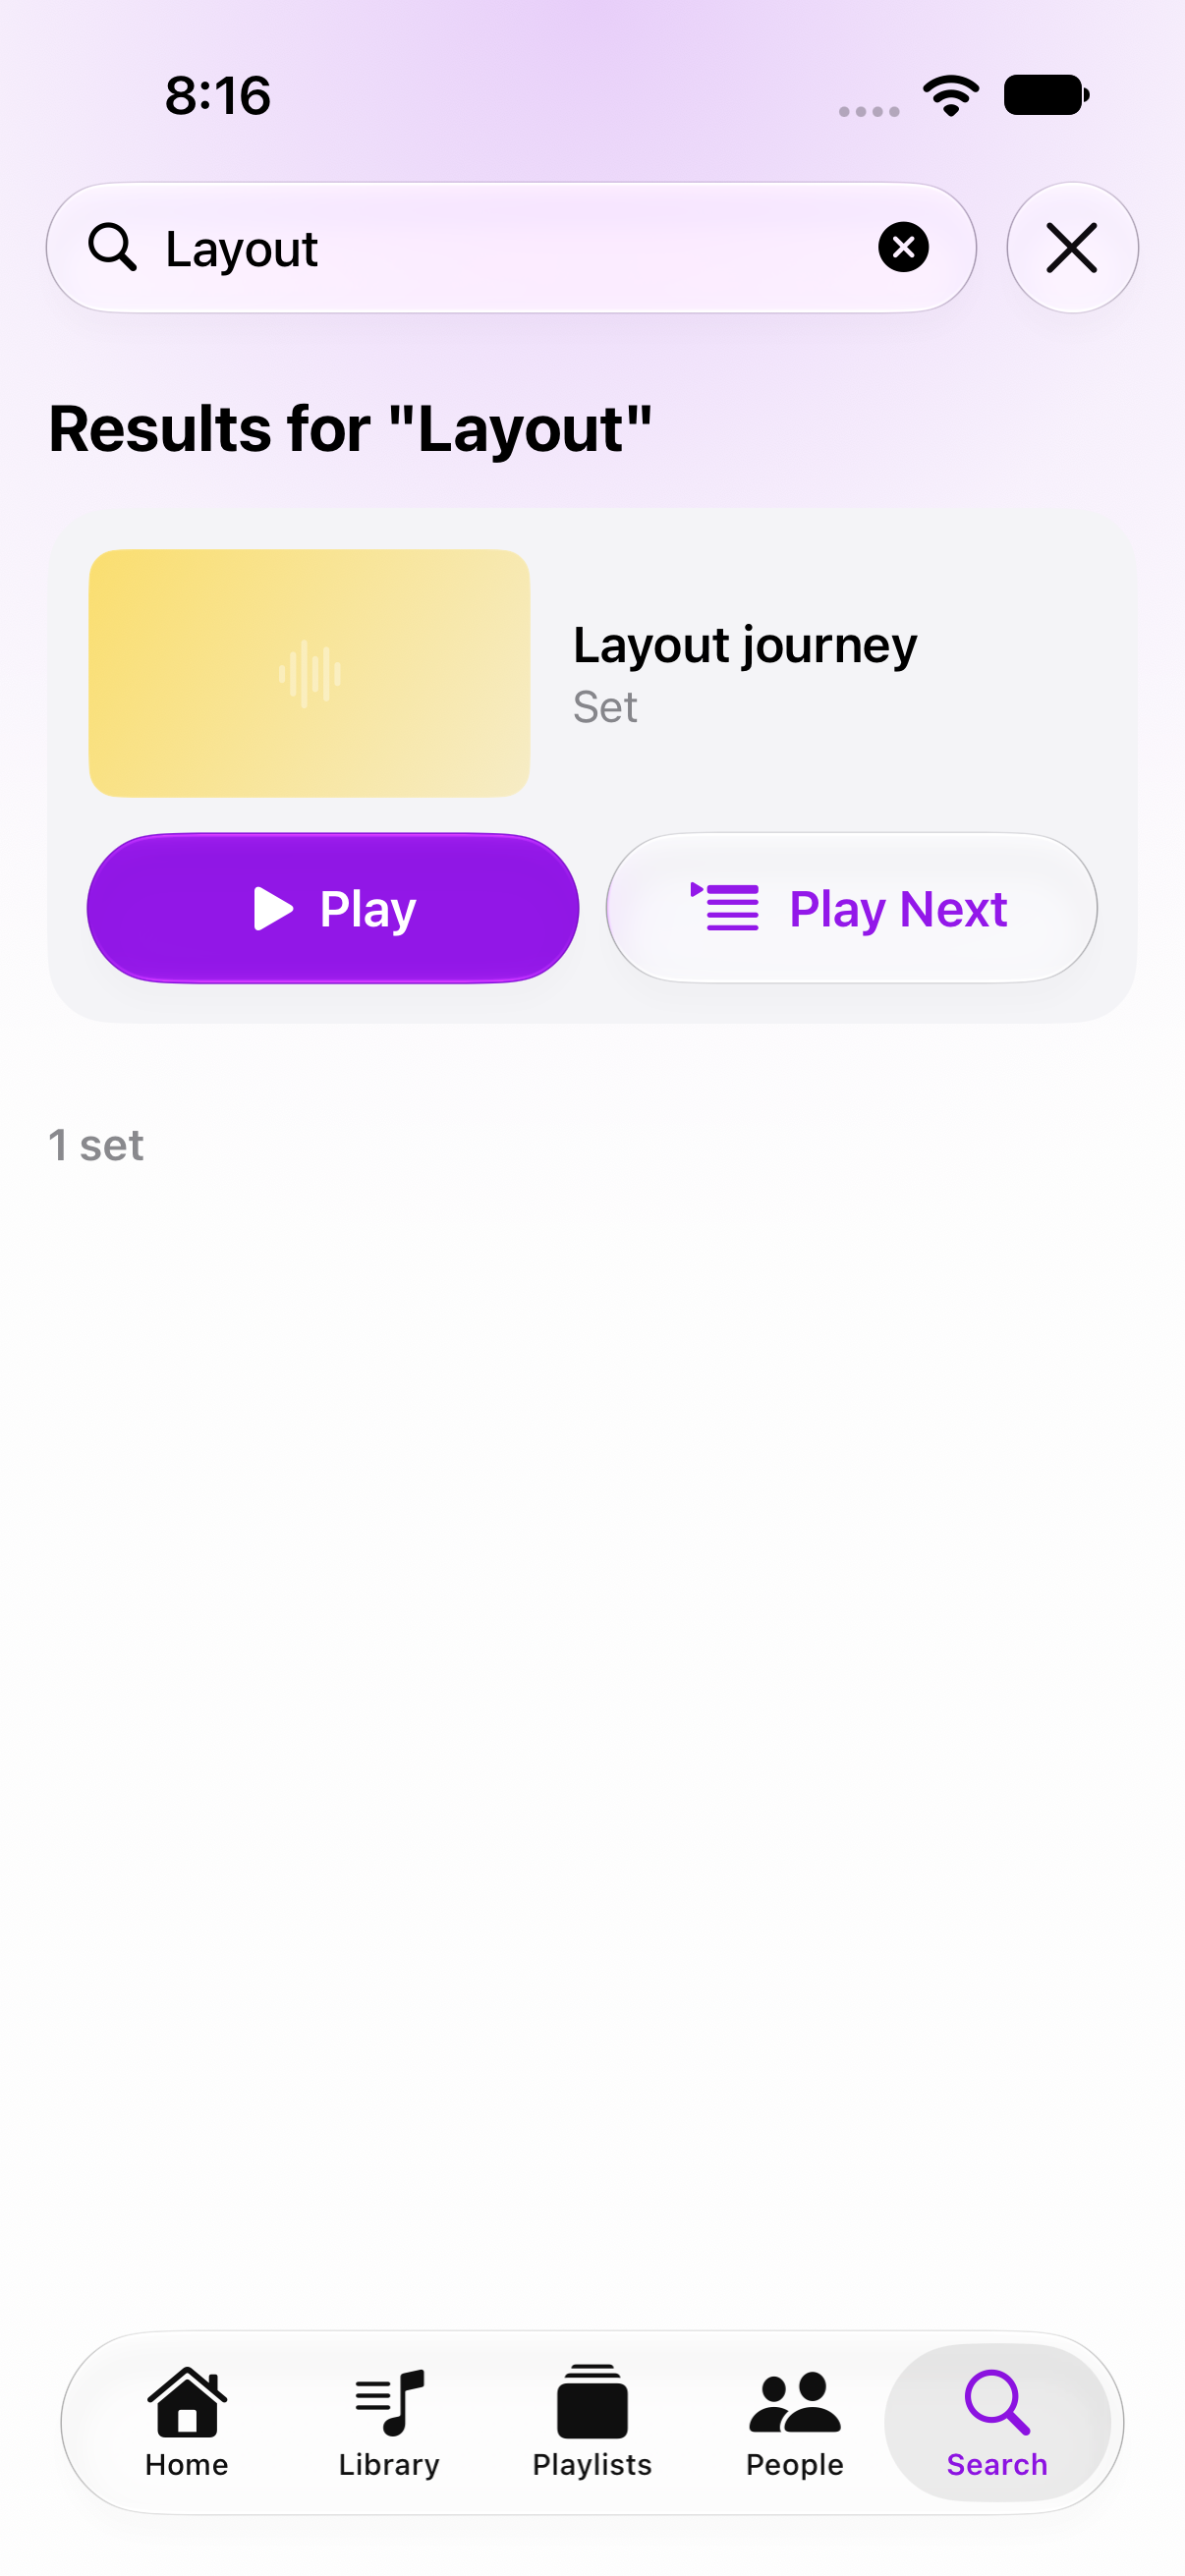 8:16
Layout
Results for "Layout"
Layout journey
Set
Play
Play Next
1 set
Home
Library
Playlists
People
Search